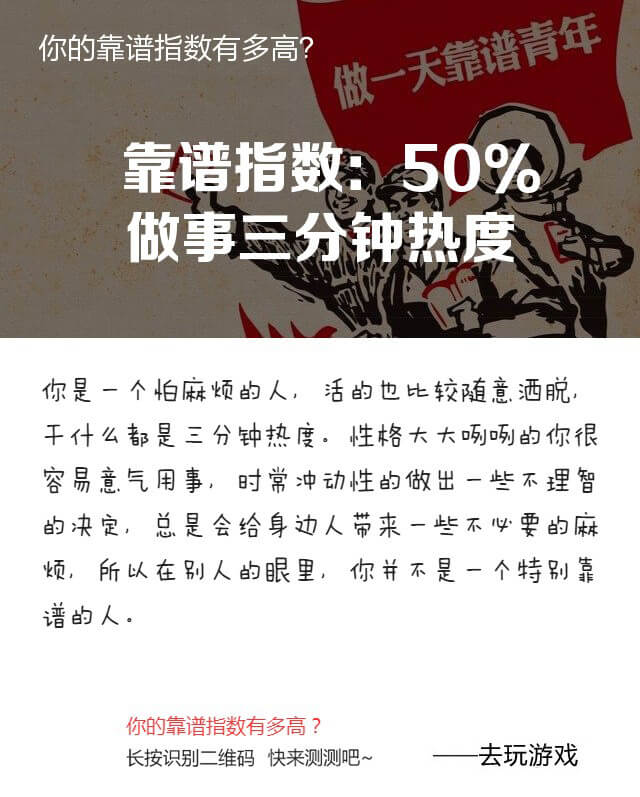 你的靠谱指数有多高?
做一天靠谱青年
靠谱指数: 50%
做事三分钟热度
你是一个怕麻烦的人, 活的也比较随意洒脱,
干什么都是三分钟热度。性格大大咧咧的你很
容易意气用事, 时常冲动性的做出一些不理智
的决定, 总是会给身边人带来一些不必要的麻
烦, 所以在别人的眼里, 你并不是一个特别靠
谱的人。
你的靠谱指数有多高？
长按识别二维码 快来测测吧~
——去玩游戏